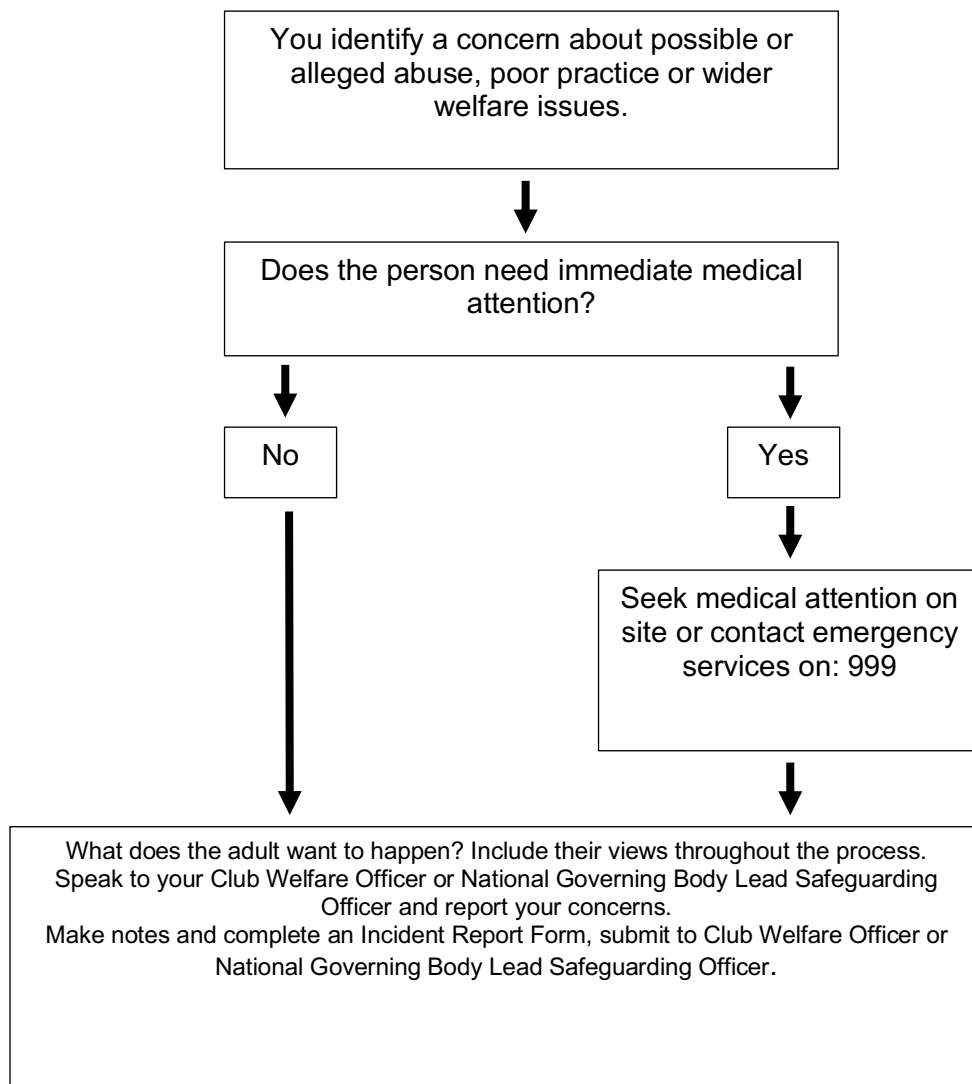 You identify a concern about possible or
alleged abuse, poor practice or wider
welfare issues.
Does the person need immediate medical
attention?
No
Yes
Seek medical attention on
site or contact emergency
services on: 999
What does the adult want to happen? Include their views throughout the process.
Speak to your Club Welfare Officer or National Governing Body Lead Safeguarding
Officer and report your concerns.
Make notes and complete an Incident Report Form, submit to Club Welfare Officer or
National Governing Body Lead Safeguarding Officer.